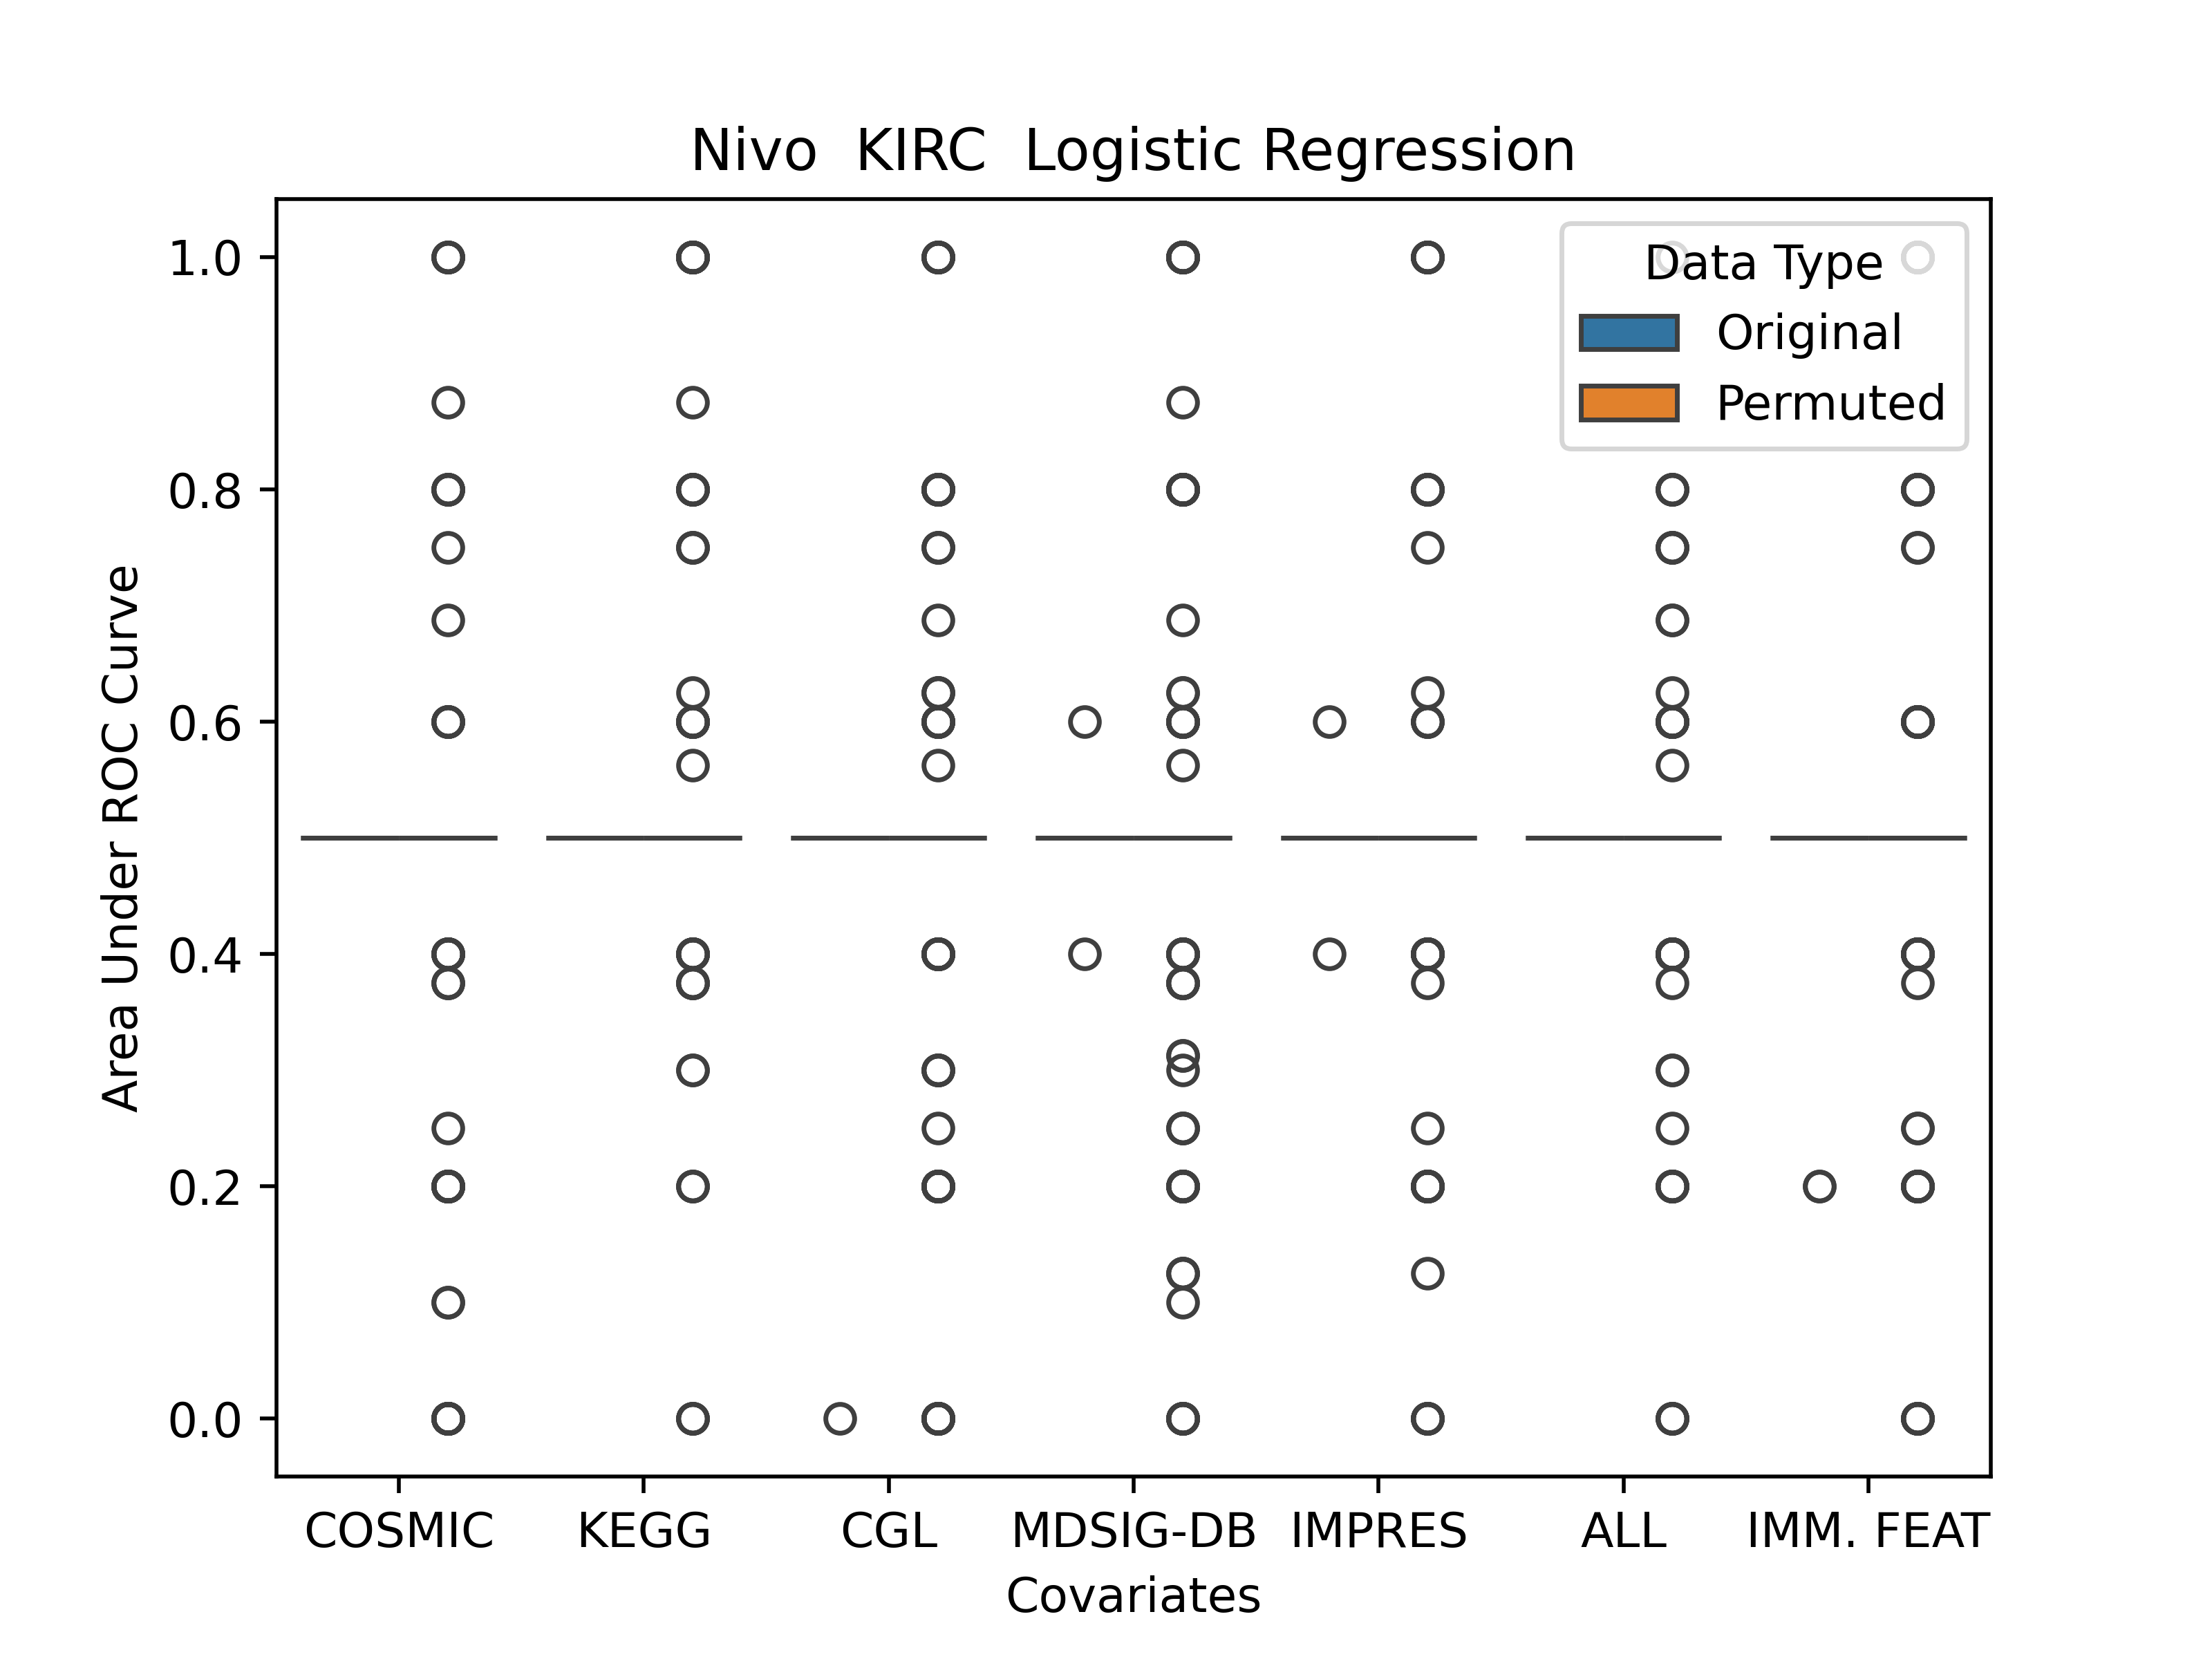 Nivo  KIRC  Logistic Regression
Data Type
Original
Permuted
Area Under ROC Curve
1.0
0.8
0.6
0.4
0.2
0.0
COSMIC KEGG CGL MDSIG-DB IMPRES ALL IMM. FEAT
Covariates